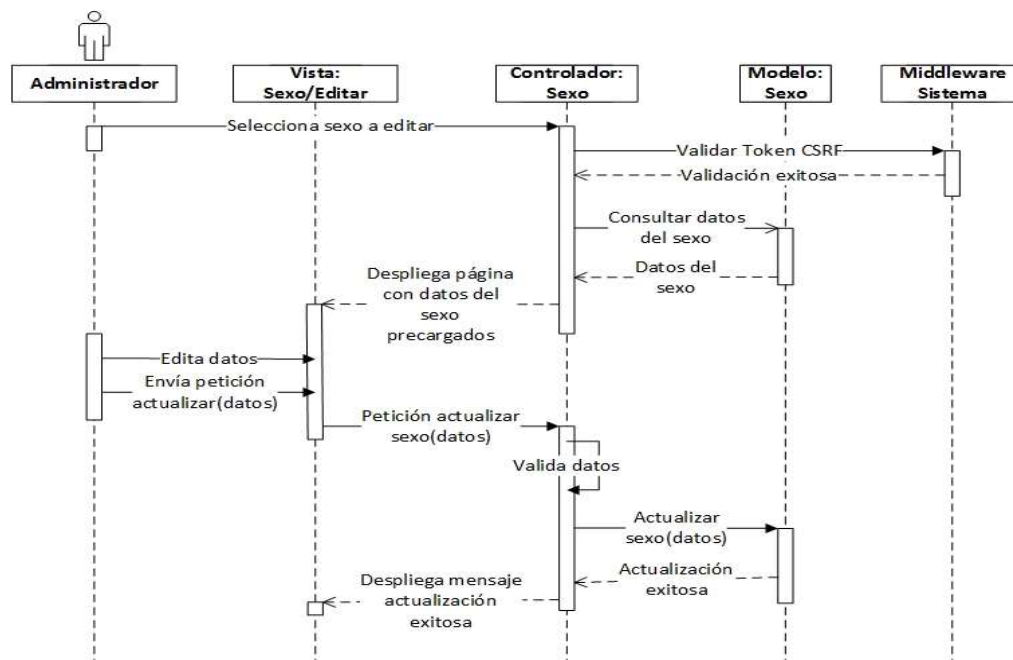 Administrador
Vista:
Sexo/Editar
Controlador:
Sexo
Modelo:
Sexo
Middleware
Sistema
Selecciona sexo a editar
Validar Token CSRF
Validación exitosa
Consultar datos
del sexo
Datos del
sexo
Despliega página
con datos del
sexo
precargados
Edita datos
Envía petición
actualizar(datos)
Petición actualizar
sexo(datos)
Valida datos
Actualizar
sexo(datos)
Actualización
exitosa
Despliega mensaje
actualización
exitosa